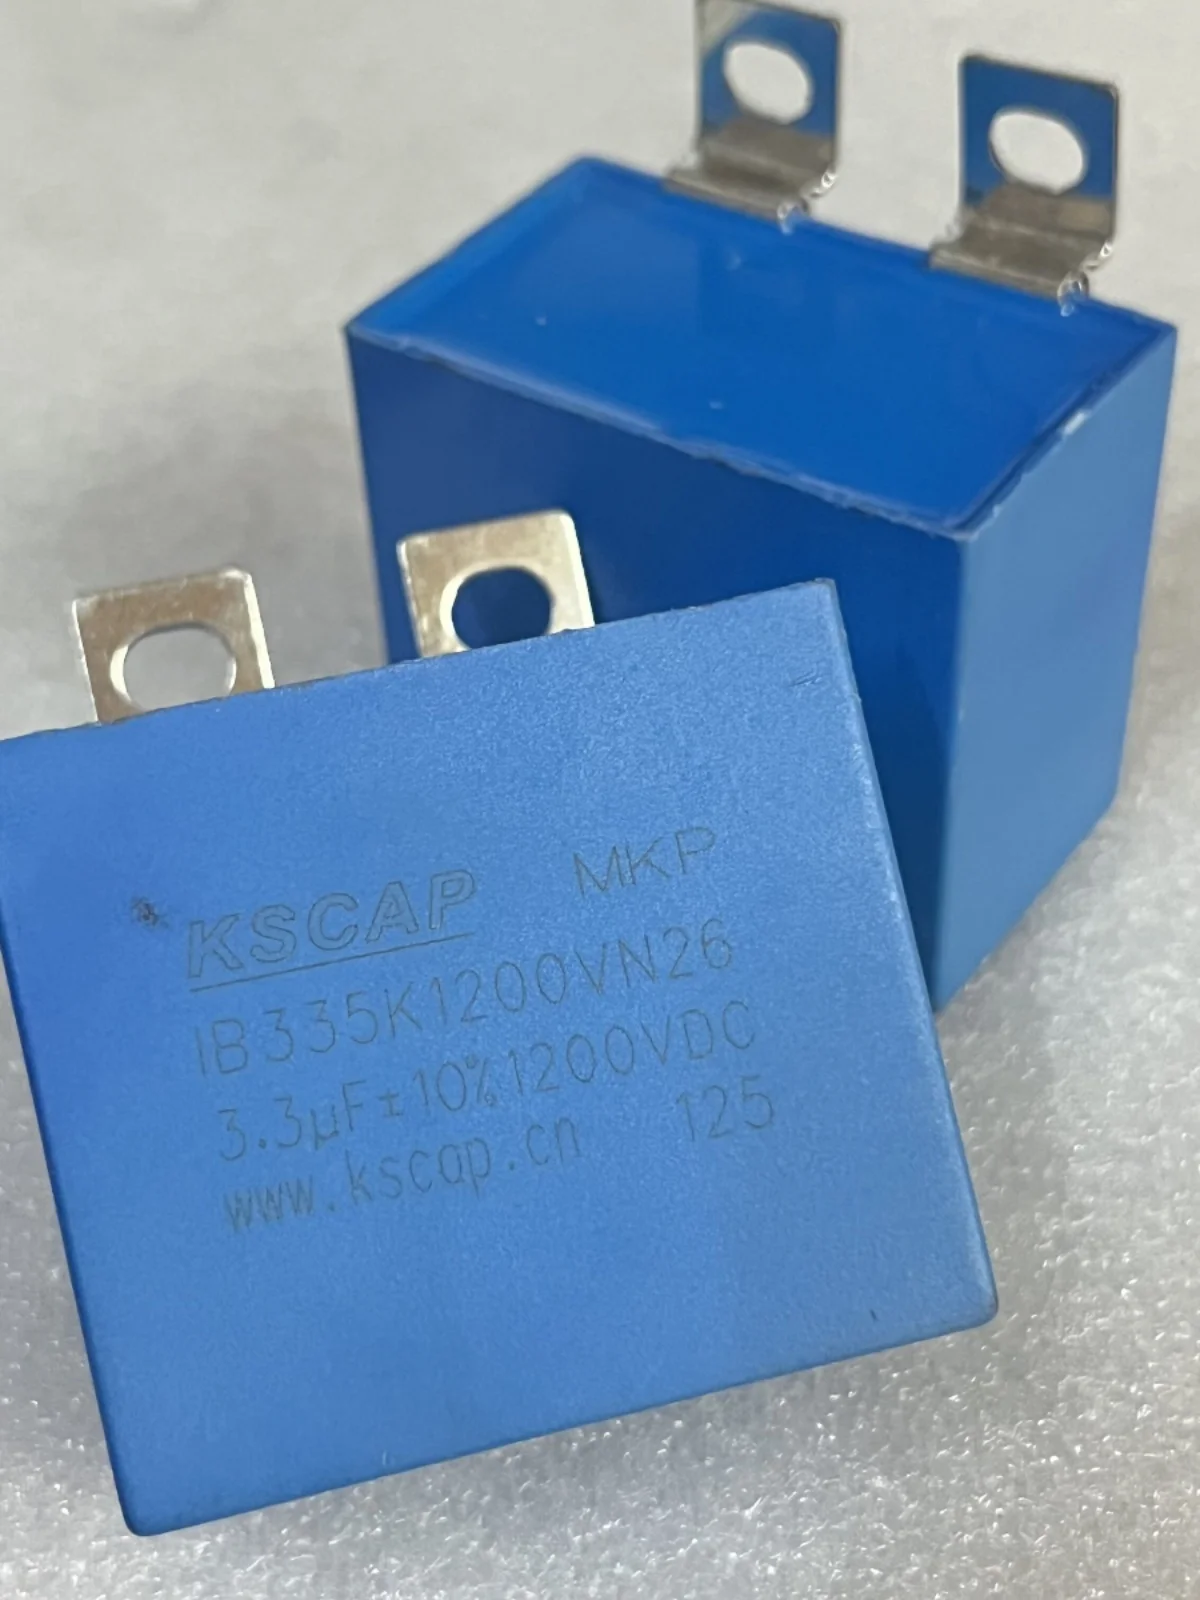 KSCAP MKP
IB335K1200VN26
3.3µF±10%1200VDC
www.kscap.cn 125